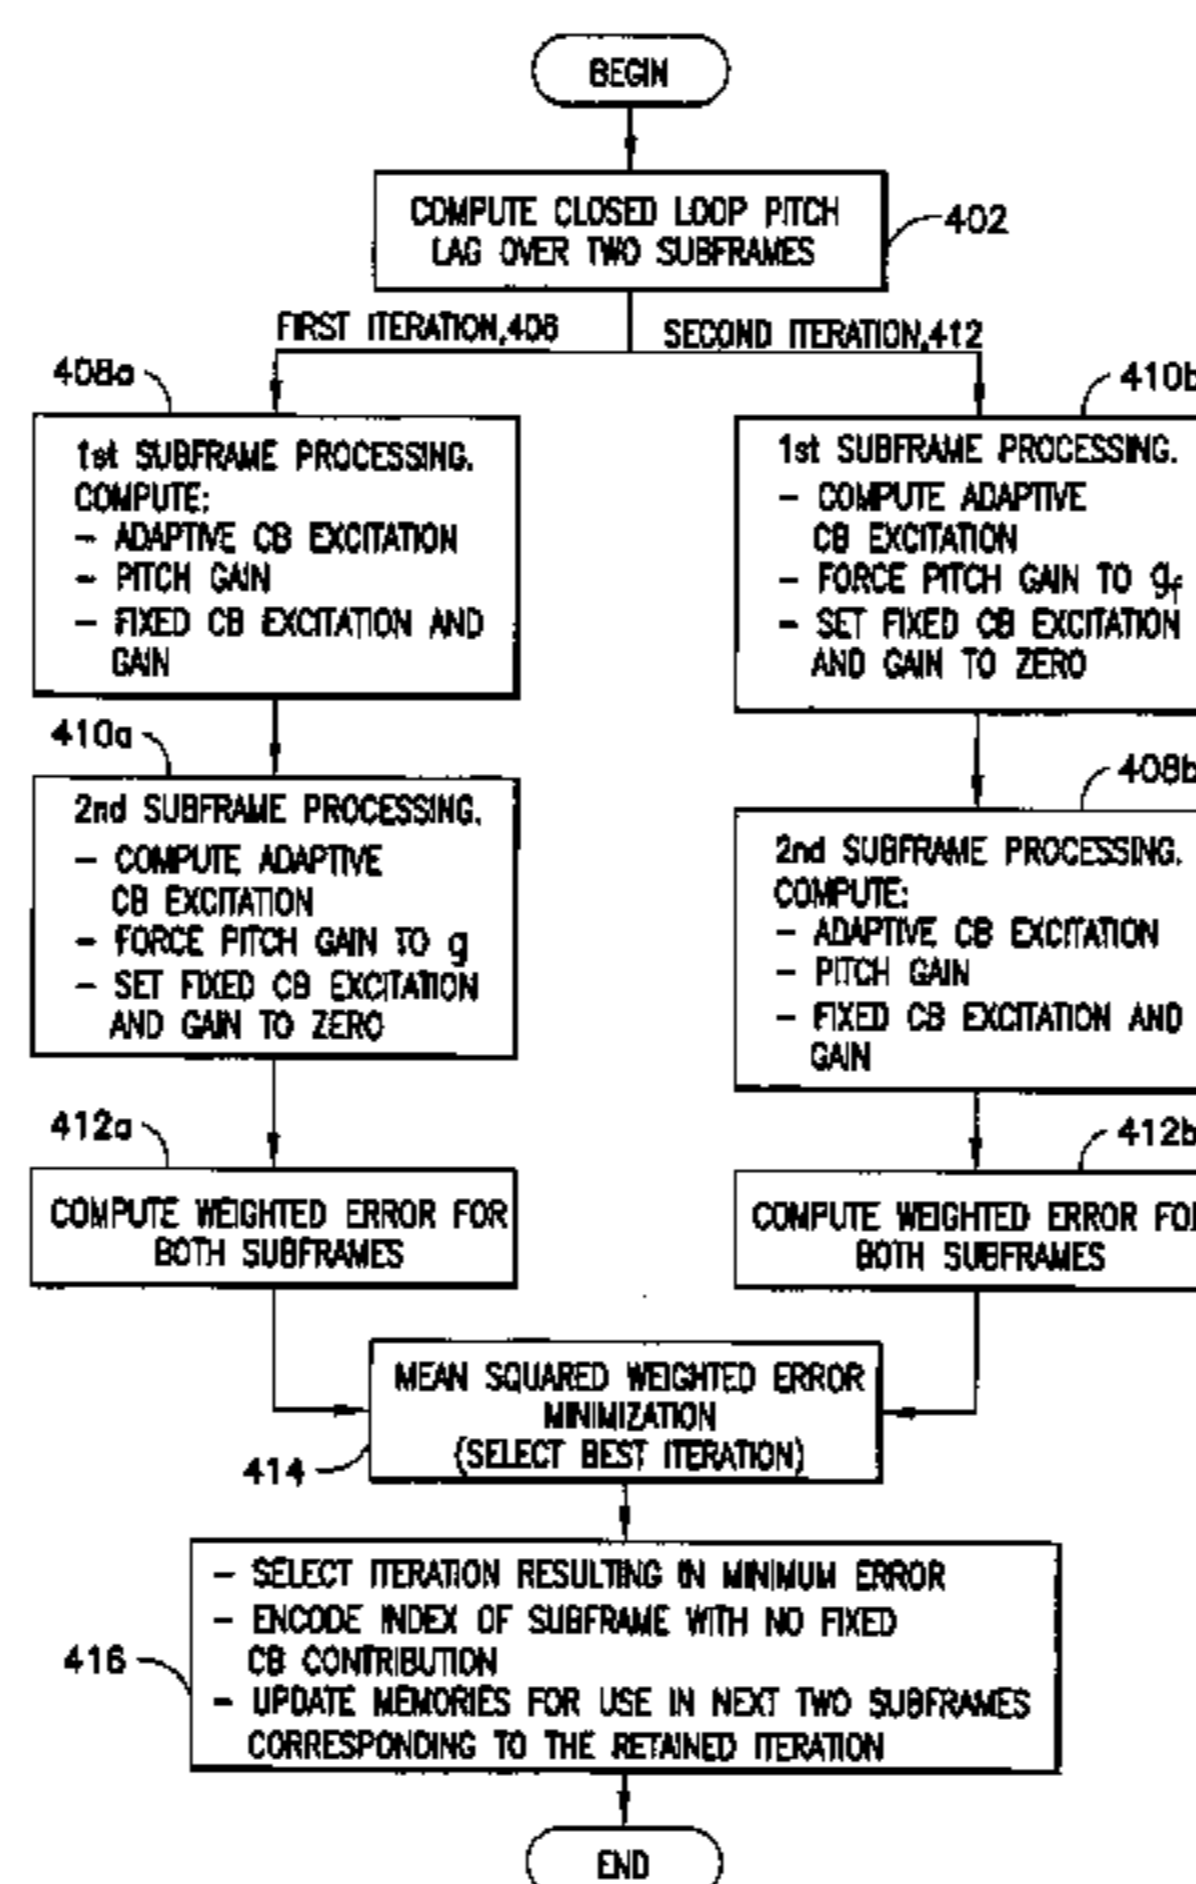 BEGIN
COMPUTE CLOSED LOOP PITCH
LAG OVER TWO SUBFRAMES
402
FIRST ITERATION,406
SECOND ITERATION,412
408a
1st SUBFRAME PROCESSING.
COMPUTE:
- ADAPTIVE CB EXCITATION
- PITCH GAIN
- FIXED CB EXCITATION AND
GAIN
410b
1st SUBFRAME PROCESSING.
- COMPUTE ADAPTIVE
CB EXCITATION
- FORCE PITCH GAIN TO gf
- SET FIXED CB EXCITATION
AND GAIN TO ZERO
410a
2nd SUBFRAME PROCESSING.
- COMPUTE ADAPTIVE
CB EXCITATION
- FORCE PITCH GAIN TO g
- SET FIXED CB EXCITATION
AND GAIN TO ZERO
408b
2nd SUBFRAME PROCESSING.
COMPUTE:
- ADAPTIVE CB EXCITATION
- PITCH GAIN
- FIXED CB EXCITATION AND
GAIN
412a
COMPUTE WEIGHTED ERROR FOR
BOTH SUBFRAMES
412b
COMPUTE WEIGHTED ERROR FOR
BOTH SUBFRAMES
MEAN SQUARED WEIGHTED ERROR
MINIMIZATION
(SELECT BEST ITERATION)
414
- SELECT ITERATION RESULTING IN MINIMUM ERROR
- ENCODE INDEX OF SUBFRAME WITH NO FIXED
CB CONTRIBUTION
- UPDATE MEMORIES FOR USE IN NEXT TWO SUBFRAMES
CORRESPONDING TO THE RETAINED ITERATION
416
END